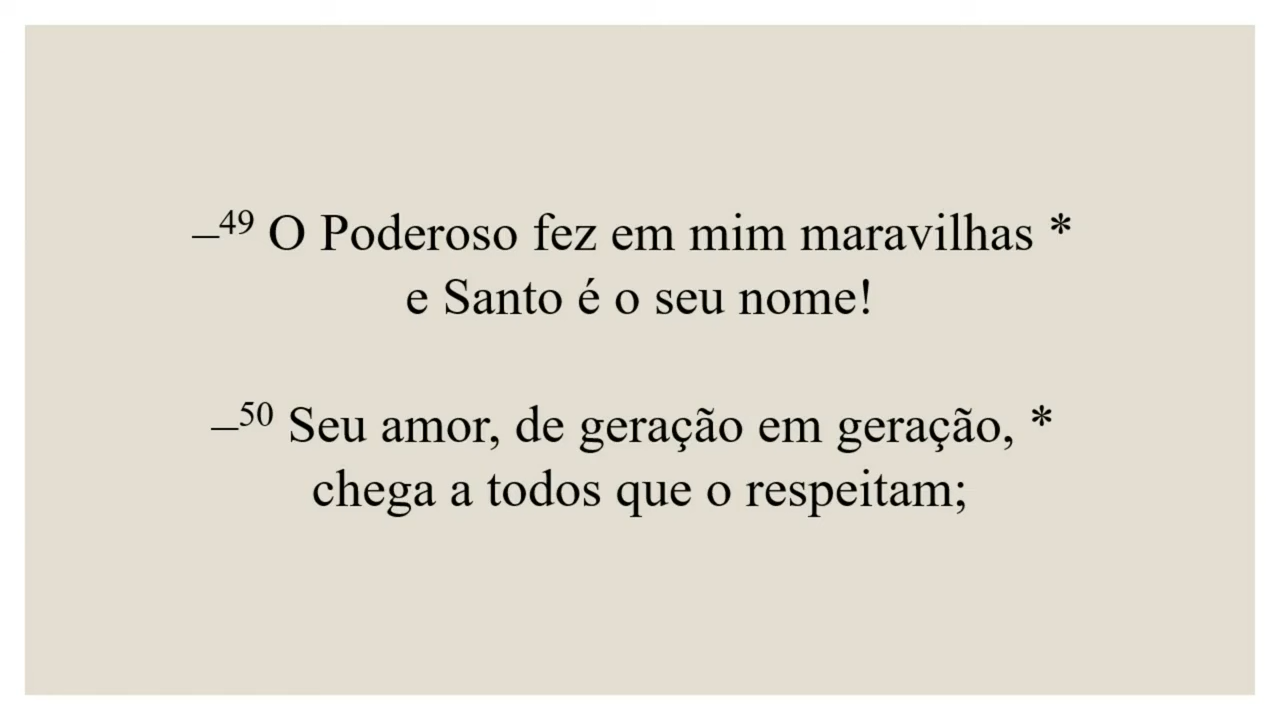 –⁴⁹ O Poderoso fez em mim maravilhas *
e Santo é o seu nome!
–⁵⁰ Seu amor, de geração em geração, *
chega a todos que o respeitam;